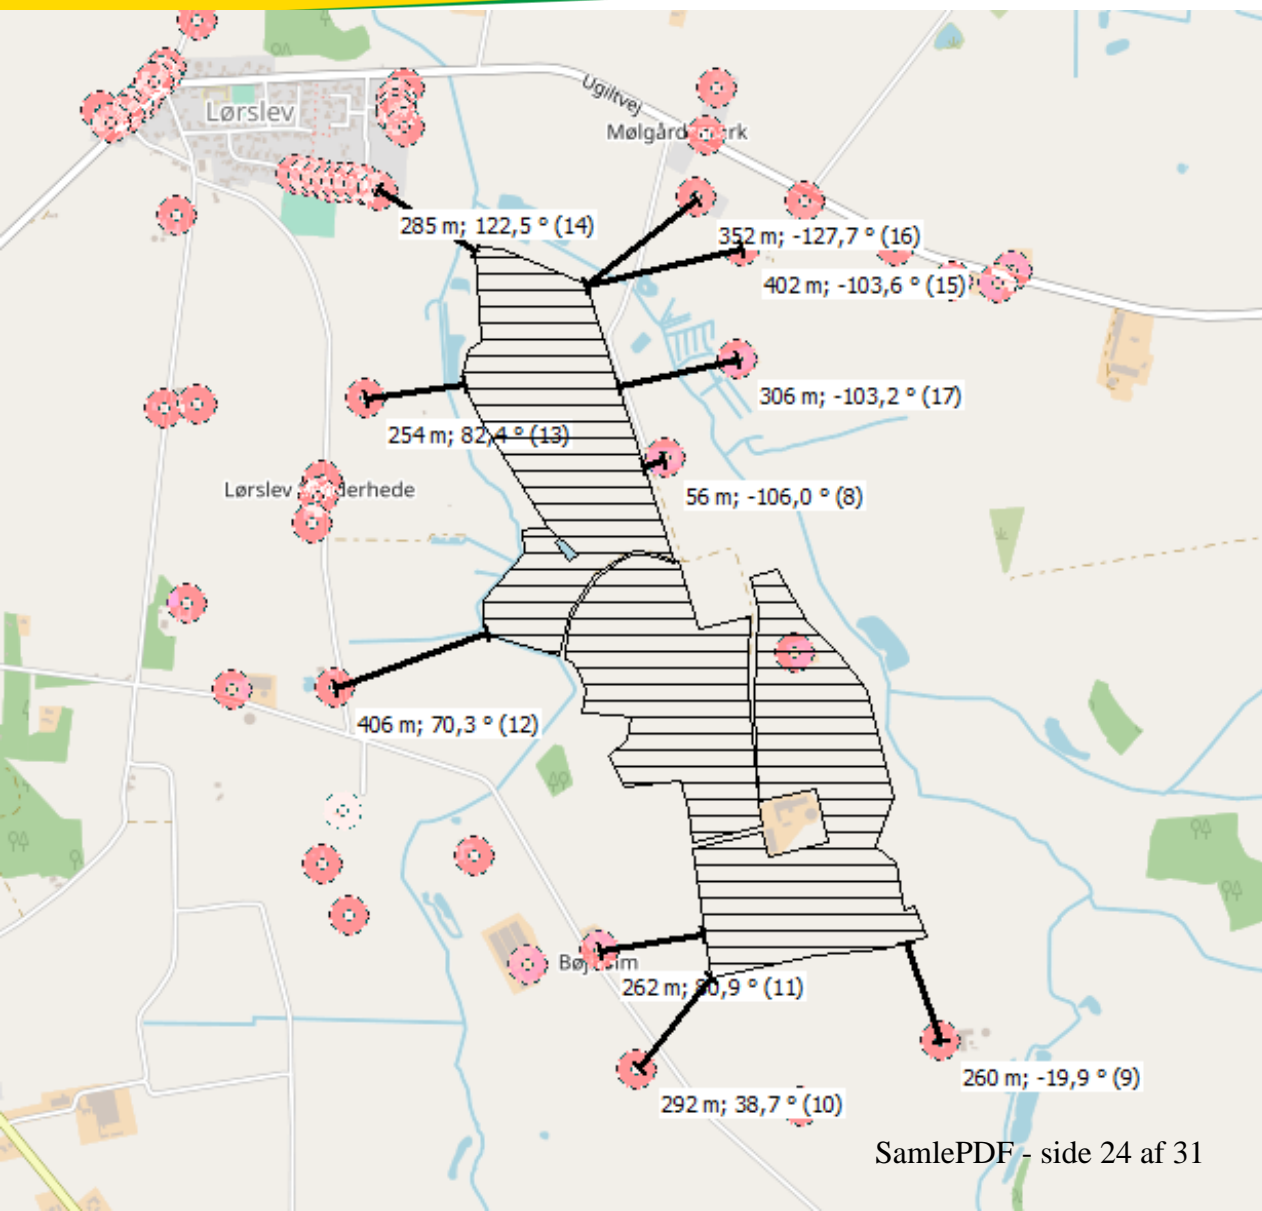 Ugiltvej
Lørslev
285 m; 122,5 ° (14)
352 m; -127,7 ° (16)
402 m; -103,6 ° (15)
306 m; -103,2 ° (17)
254 m; 82,4 ° (13)
Lørslev
56 m; -106,0 ° (8)
406 m; 70,3 ° (12)
262 m; 80,9 ° (11)
260 m; -19,9 ° (9)
292 m; 38,7 ° (10)
SamlePDF - side 24 af 31